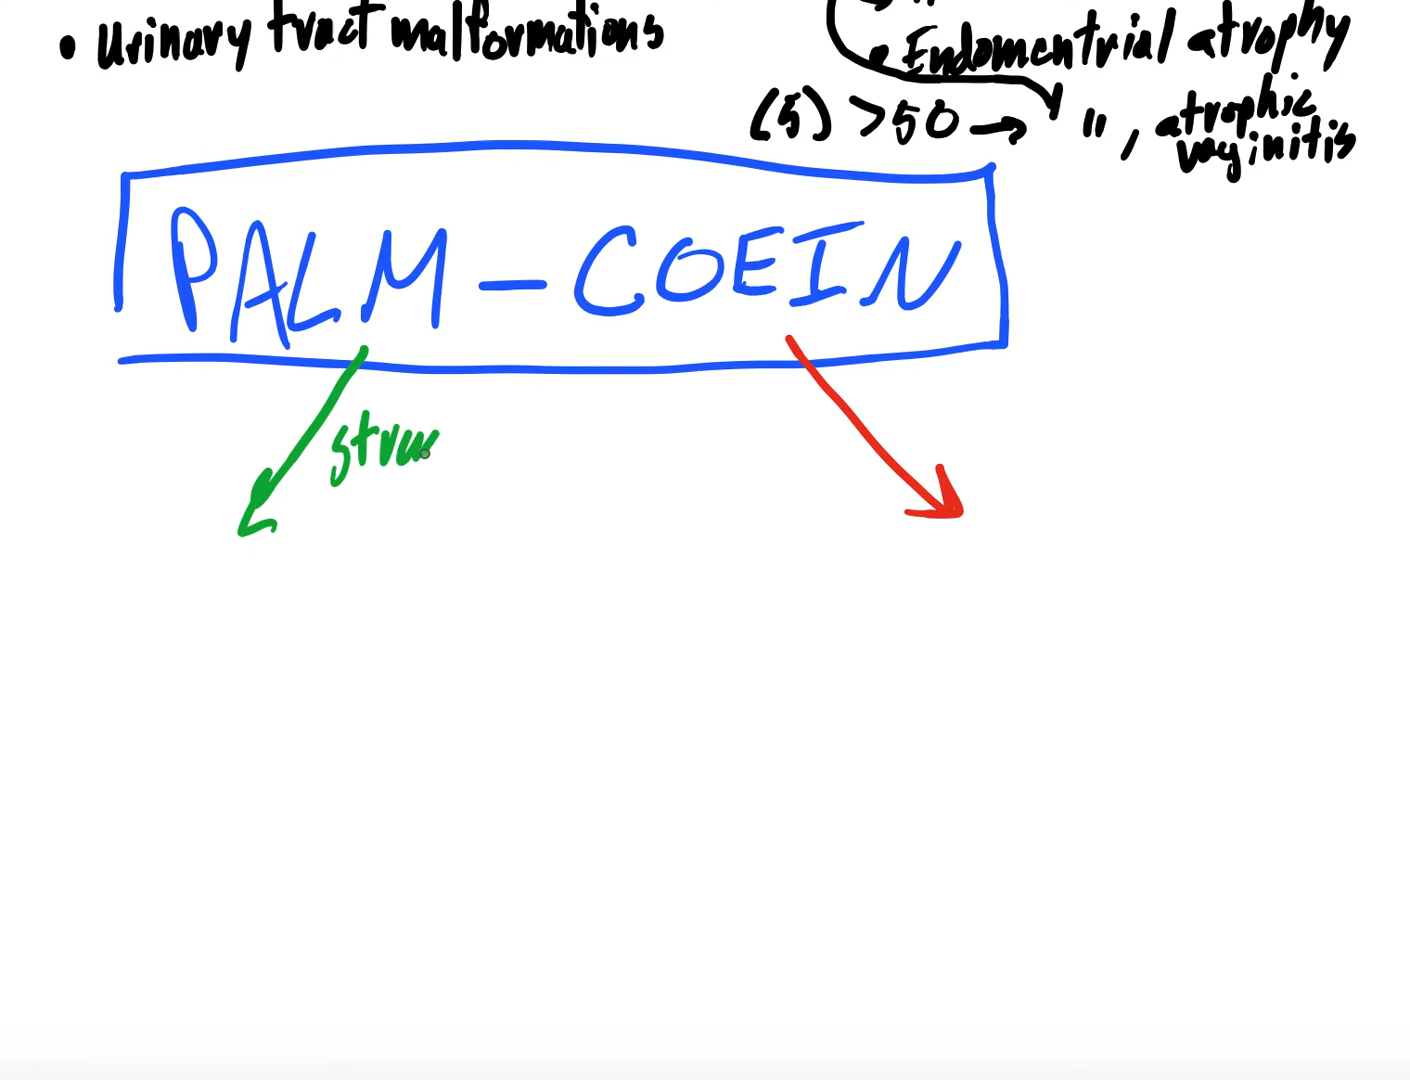 • Urinary tract malformations
• Endomentrial atrophy
(5) >50 → " , atrophic
vaginitis
PALM - COEIN
struc